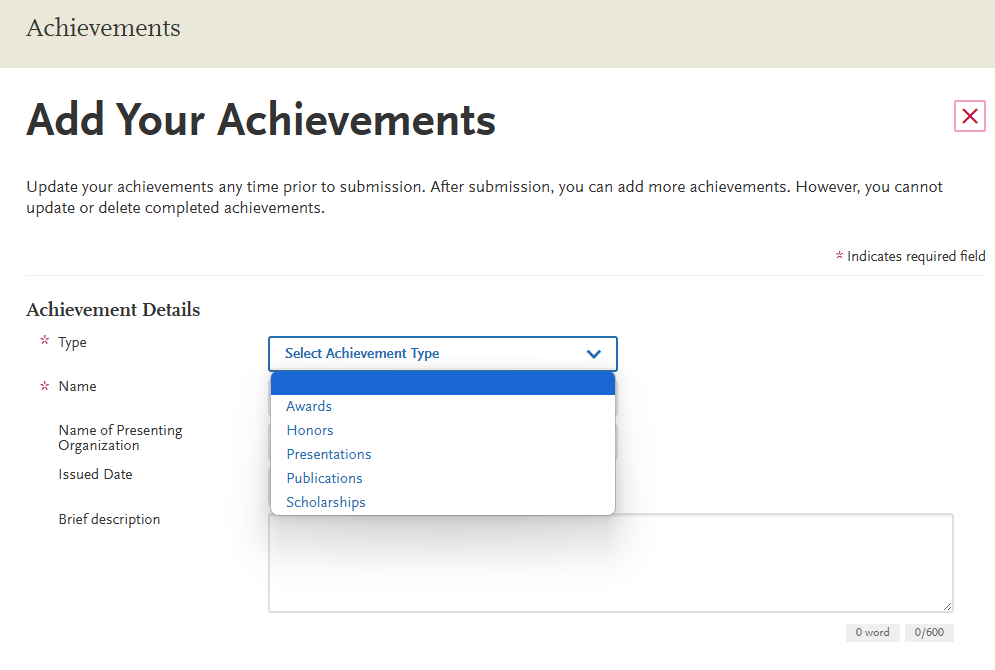 Achievements
Add Your Achievements
Update your achievements any time prior to submission. After submission, you can add more achievements. However, you cannot
update or delete completed achievements.
* Indicates required field
Achievement Details
* Type
Select Achievement Type
* Name
Awards
Honors
Name of Presenting
Organization
Presentations
Issued Date
Publications
Scholarships
Brief description
0 word
0/600